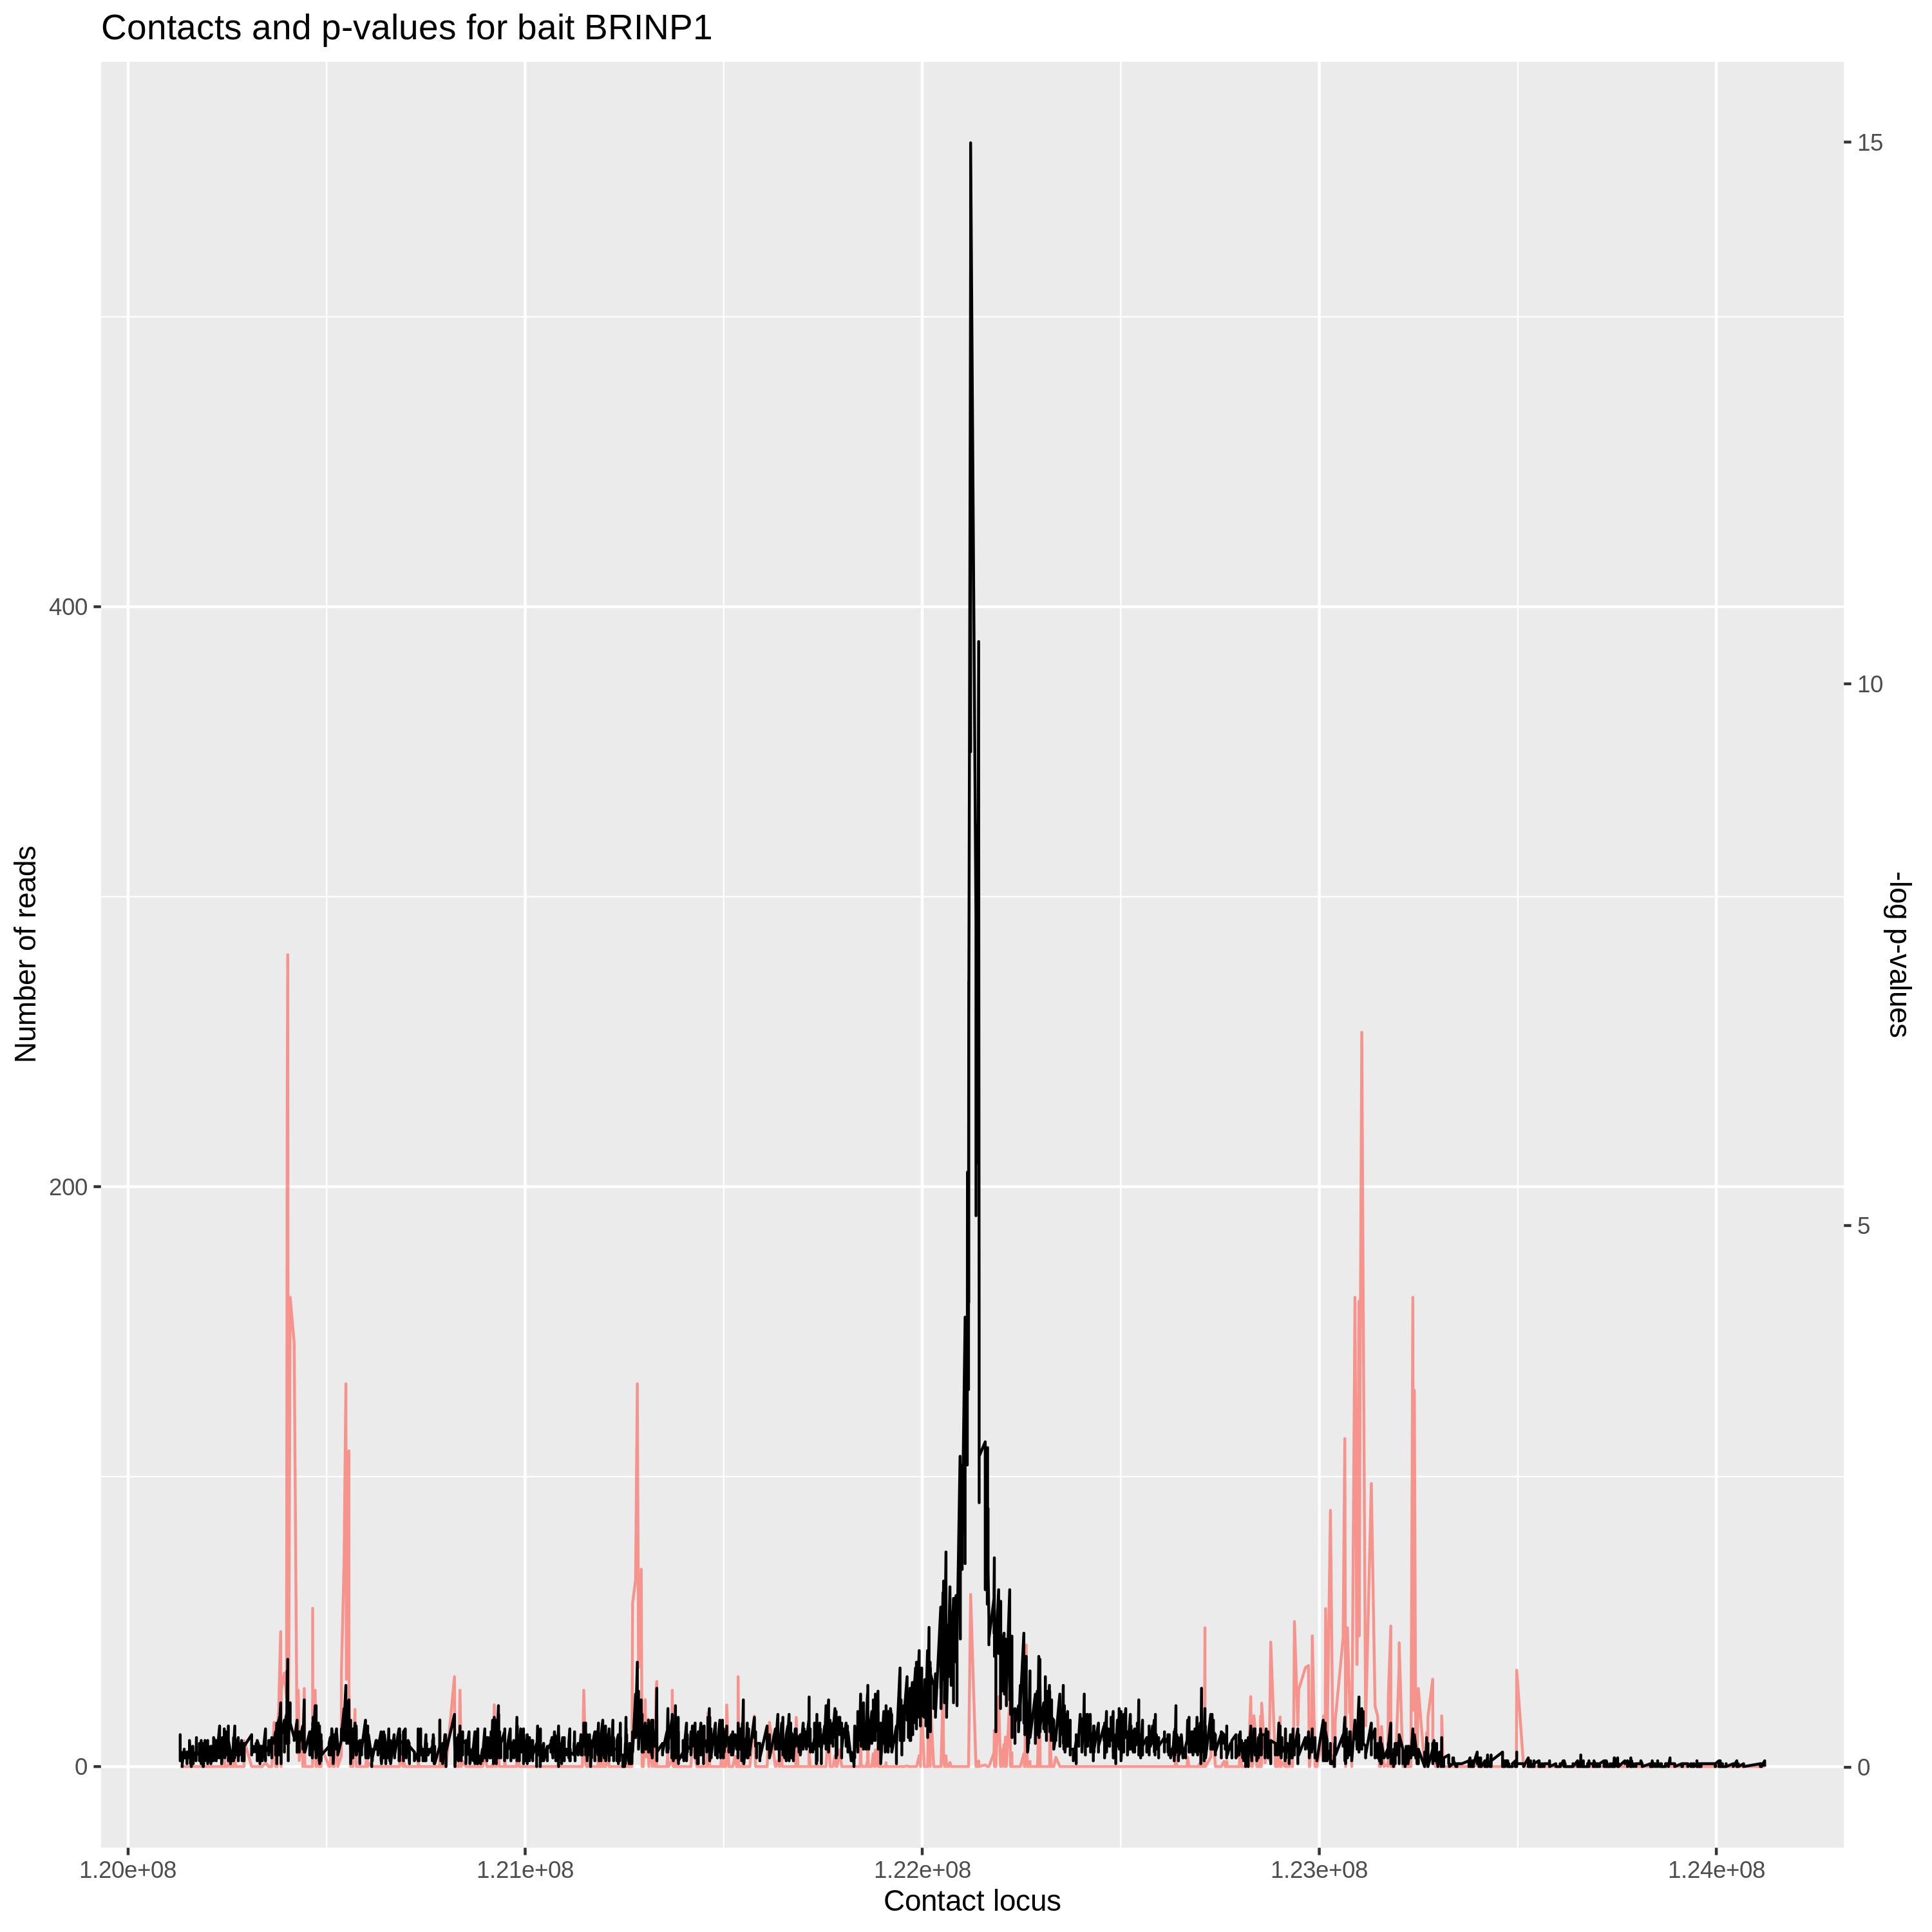 Contacts and p-values for bait BRINP1
15
400
10
Number of reads
-log p-values
200
5
0
0
1.20e+08
1.21e+08
1.22e+08
1.23e+08
1.24e+08
Contact locus